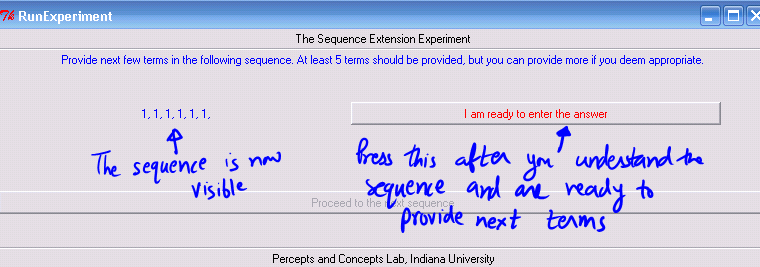 RunExperiment
The Sequence Extension Experiment
Provide next few terms in the following sequence. At least 5 terms should be provided, but you can provide more if you deem appropriate.
1, 1, 1, 1, 1, 1,
I am ready to enter the answer
The sequence is now
visible
Press this after you understand the
sequence and are ready to
provide next terms
Proceed to the next sequence
Percepts and Concepts Lab, Indiana University